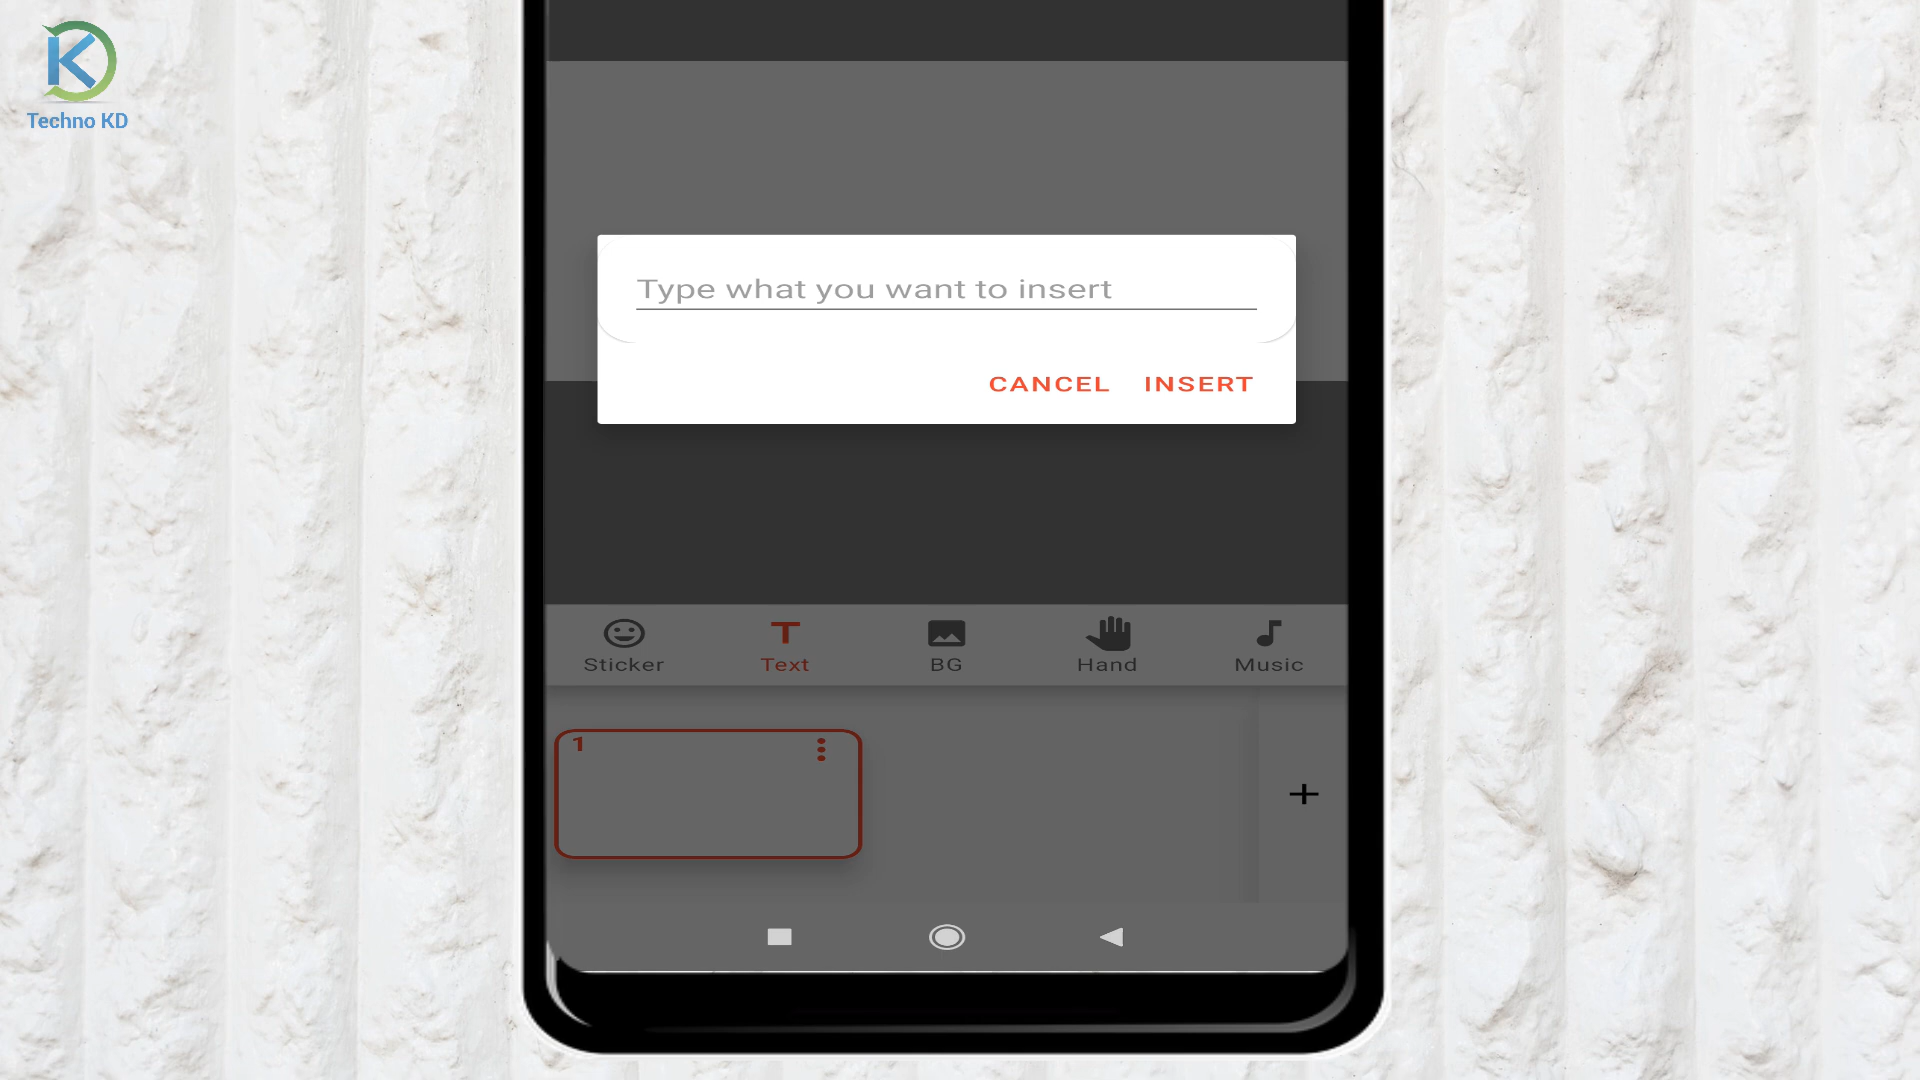 Techno KD
Type what you want to insert
CANCEL INSERT
Sticker Text BG Hand Music
1